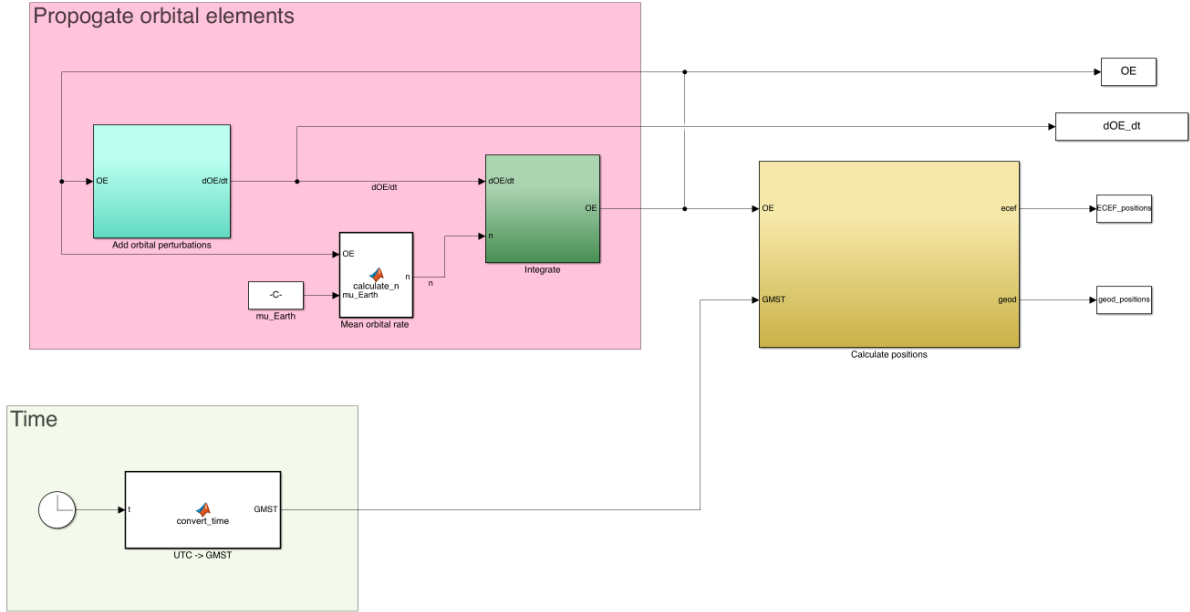 Propogate orbital elements
OE
dOE_dt
OE
dOE/dt
Add orbital perturbations
dOE/dt
dOE/dt
n
OE
Integrate
OE
mu_Earth
calculate_n
n
Mean orbital rate
n
-C-
mu_Earth
OE
GMST
ecef
geod
Calculate positions
ECEF_positions
geod_positions
Time
t
convert_time
GMST
UTC -> GMST